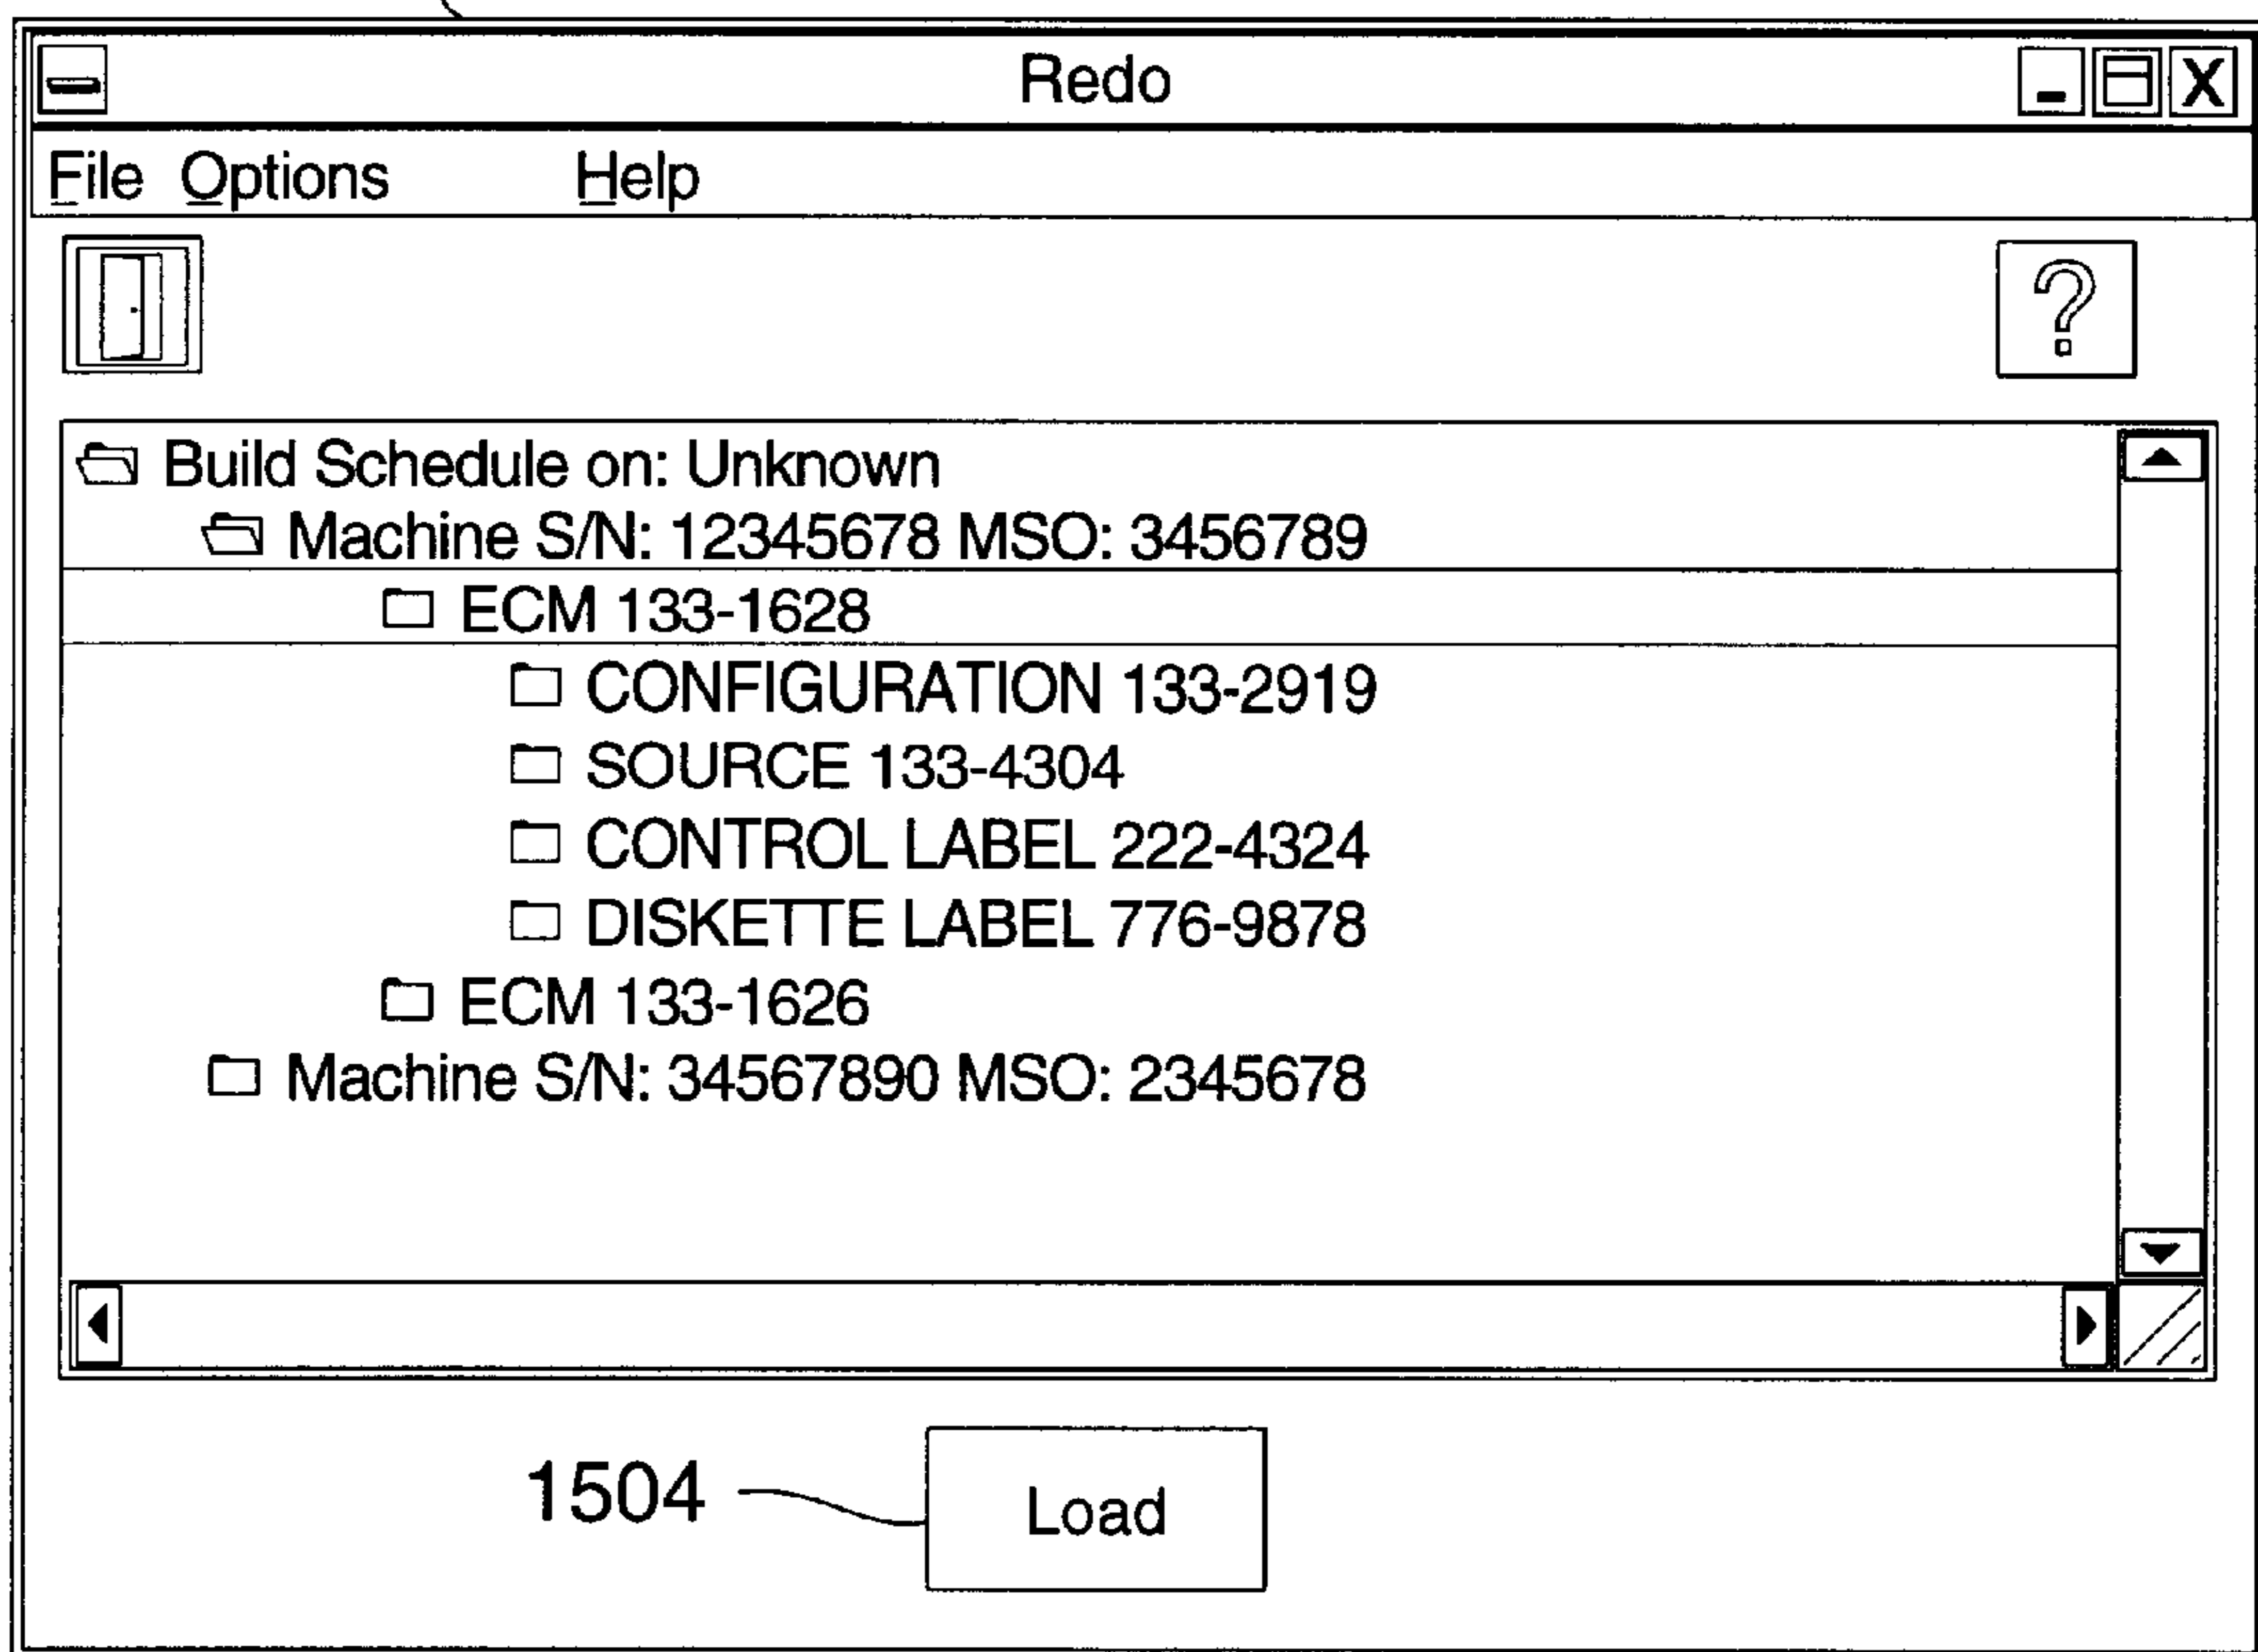 Redo
File Options Help
?
Build Schedule on: Unknown
Machine S/N: 12345678 MSO: 3456789
ECM 133-1628
CONFIGURATION 133-2919
SOURCE 133-4304
CONTROL LABEL 222-4324
DISKETTE LABEL 776-9878
ECM 133-1626
Machine S/N: 34567890 MSO: 2345678
1504 Load